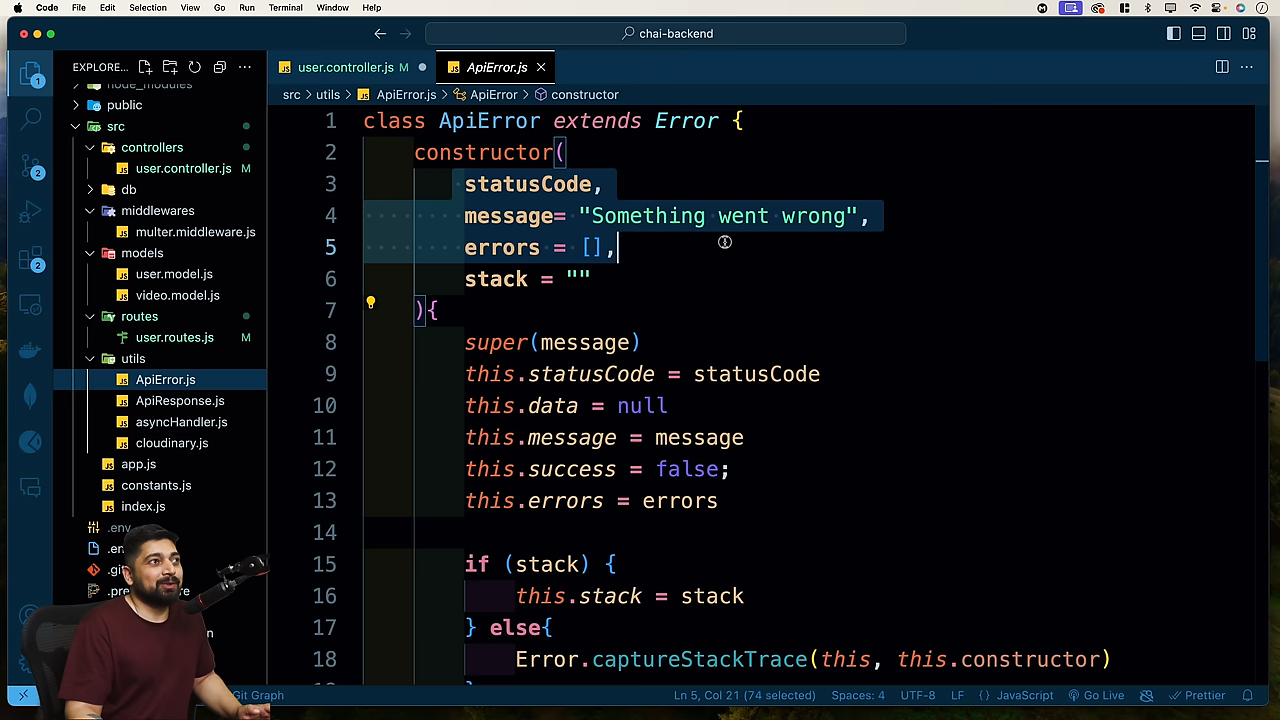 Code File Edit Selection View Go Run Terminal Window Help
chai-backend
EXPLORE...
user.controller.js M
ApiError.js
src > utils > ApiError.js > ApiError > constructor
node_modules
public
src
controllers
user.controller.js M
db
middlewares
multer.middleware.js
models
user.model.js
video.model.js
routes
user.routes.js M
utils
ApiError.js
ApiResponse.js
asyncHandler.js
cloudinary.js
app.js
constants.js
index.js
1
2
2
1 class ApiError extends Error {
2 constructor(
3 statusCode,
4 message= "Something went wrong",
5 errors = [],
6 stack = ""
7 ){
8 super(message)
9 this.statusCode = statusCode
10 this.data = null
11 this.message = message
12 this.success = false;
13 this.errors = errors
14
15 if (stack) {
16 this.stack = stack
17 } else{
18 Error.captureStackTrace(this, this.constructor)
Git Graph
Ln 5, Col 21 (74 selected)
Spaces: 4
UTF-8
LF
{} JavaScript
Go Live
Prettier